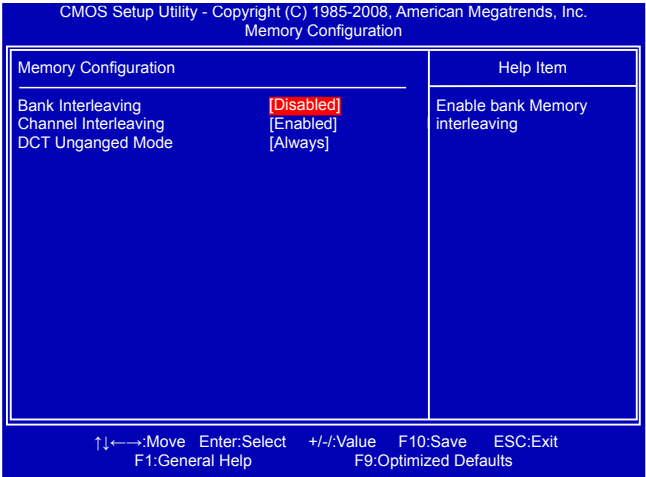 CMOS Setup Utility - Copyright (C) 1985-2008, American Megatrends, Inc.
Memory Configuration
Memory Configuration
Help Item
Bank Interleaving [Disabled]
Channel Interleaving [Enabled]
DCT Unganged Mode [Always]
Enable bank Memory
interleaving
↑↓←→:Move Enter:Select +/-/:Value F10:Save ESC:Exit
F1:General Help F9:Optimized Defaults